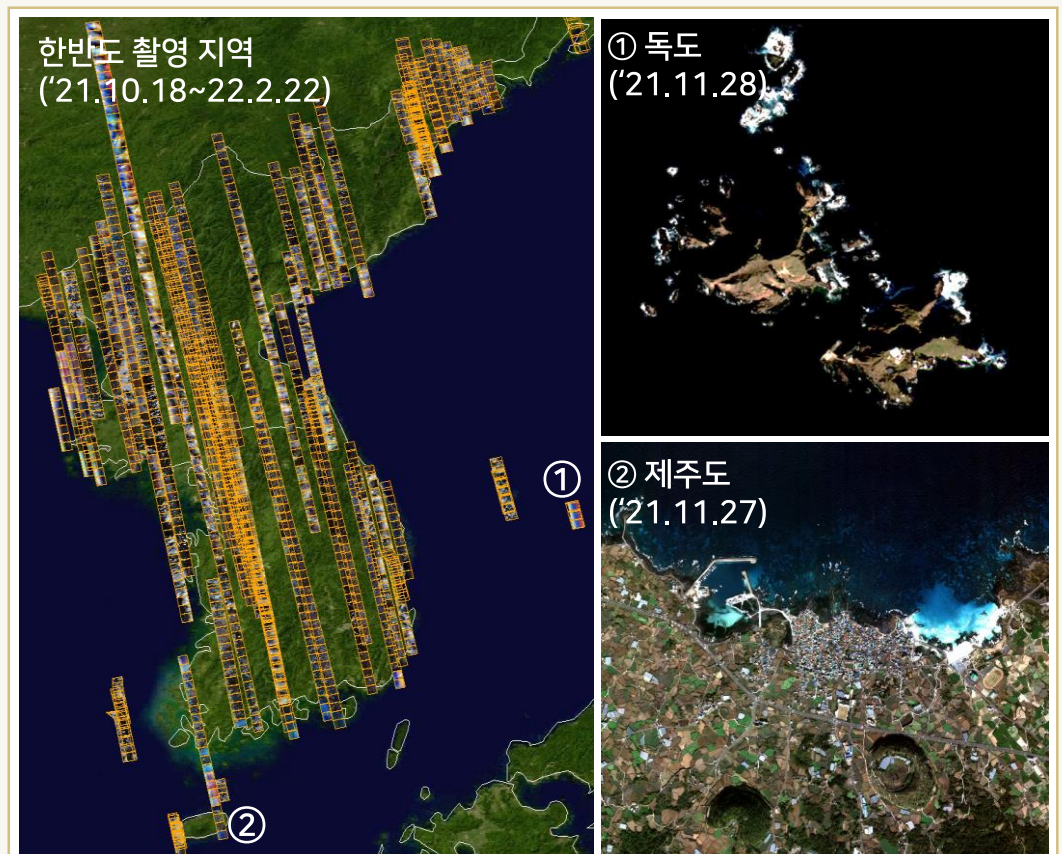 한반도 촬영 지역
(‘21.10.18~22.2.22)
① 독도
(‘21.11.28)
①
② 제주도
(‘21.11.27)
②